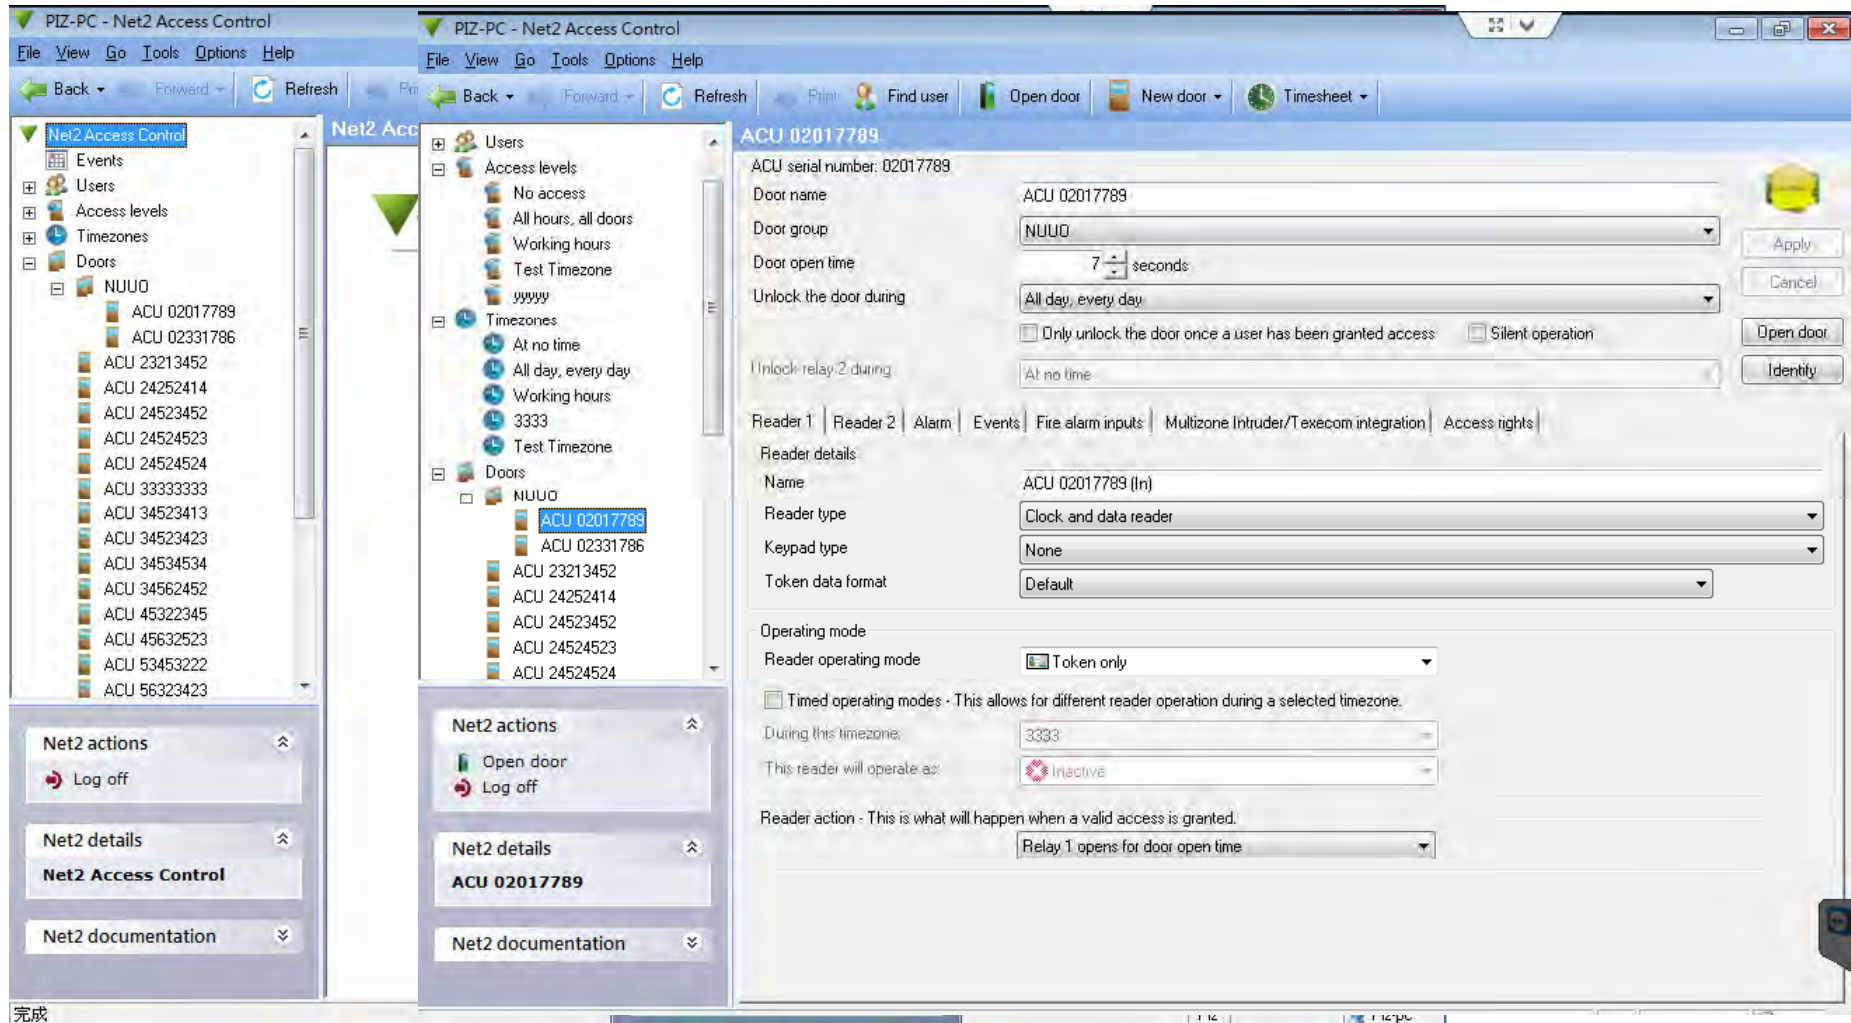 PIZ-PC - Net2 Access Control
File View Go Tools Options Help
Back Forward Refresh Pri
Net2 Access Control
Events
Users
Access levels
Timezones
Doors
NUUO
ACU 02017789
ACU 02331786
ACU 23213452
ACU 24252414
ACU 24523452
ACU 24524523
ACU 24524524
ACU 33333333
ACU 34523413
ACU 34523423
ACU 34534534
ACU 34562452
ACU 45322345
ACU 45632523
ACU 53453222
ACU 56323423
Net2 Acc
Net2 actions
Log off
Net2 details
Net2 Access Control
Net2 documentation
完成
PIZ-PC - Net2 Access Control
File View Go Tools Options Help
Back Forward Refresh Print Find user Open door New door Timesheet
Users
Access levels
No access
All hours, all doors
Working hours
Test Timezone
yyyyy
Timezones
At no time
All day, every day
Working hours
3333
Test Timezone
Doors
NUUO
ACU 02017789
ACU 02331786
ACU 23213452
ACU 24252414
ACU 24523452
ACU 24524523
ACU 24524524
Net2 actions
Open door
Log off
Net2 details
ACU 02017789
Net2 documentation
ACU 02017789
ACU serial number: 02017789
Door name ACU 02017789
Door group NUUO
Door open time 7 seconds
Unlock the door during All day, every day
Only unlock the door once a user has been granted access Silent operation
Unlock relay 2 during At no time
Apply
Cancel
Open door
Identify
Reader 1 Reader 2 Alarm Events Fire alarm inputs Multizone Intruder/Texecom integration Access rights
Reader details
Name ACU 02017789 (In)
Reader type Clock and data reader
Keypad type None
Token data format Default
Operating mode
Reader operating mode Token only
Timed operating modes - This allows for different reader operation during a selected timezone.
During this timezone: 3333
This reader will operate as: Inactive
Reader action - This is what will happen when a valid access is granted.
Relay 1 opens for door open time